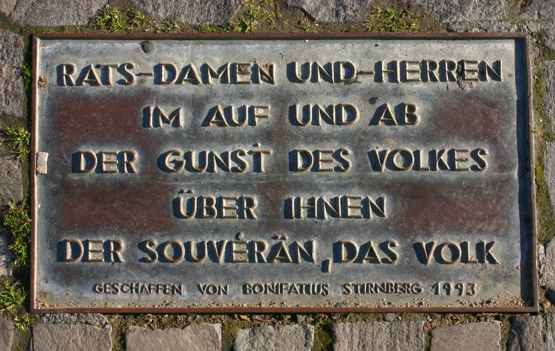 RATS-DAMEN UND-HERREN
IM AUF UND AB
DER GUNST DES VOLKES
ÜBER IHNEN
DER SOUVERÄN, DAS VOLK
GESCHAFFEN VON BONIFATIUS STIRNBERG 1993